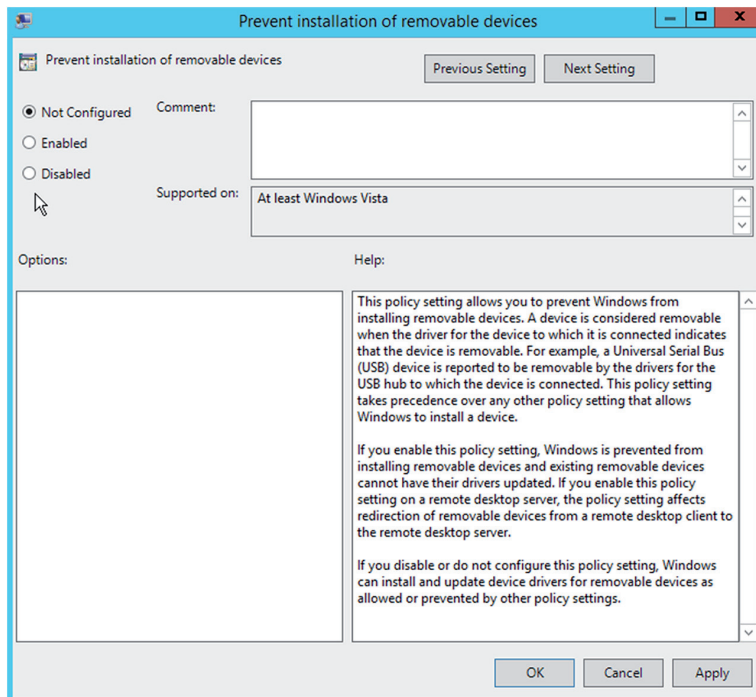 Prevent installation of removable devices
Prevent installation of removable devices
Previous Setting
Next Setting
Not Configured
Enabled
Disabled
Comment:
Supported on:
At least Windows Vista
Options:
Help:
This policy setting allows you to prevent Windows from
installing removable devices. A device is considered removable
when the driver for the device to which it is connected indicates
that the device is removable. For example, a Universal Serial Bus
(USB) device is reported to be removable by the drivers for the
USB hub to which the device is connected. This policy setting
takes precedence over any other policy setting that allows
Windows to install a device.
If you enable this policy setting, Windows is prevented from
installing removable devices and existing removable devices
cannot have their drivers updated. If you enable this policy
setting on a remote desktop server, the policy setting affects
redirection of removable devices from a remote desktop client to
the remote desktop server.
If you disable or do not configure this policy setting, Windows
can install and update device drivers for removable devices as
allowed or prevented by other policy settings.
OK
Cancel
Apply